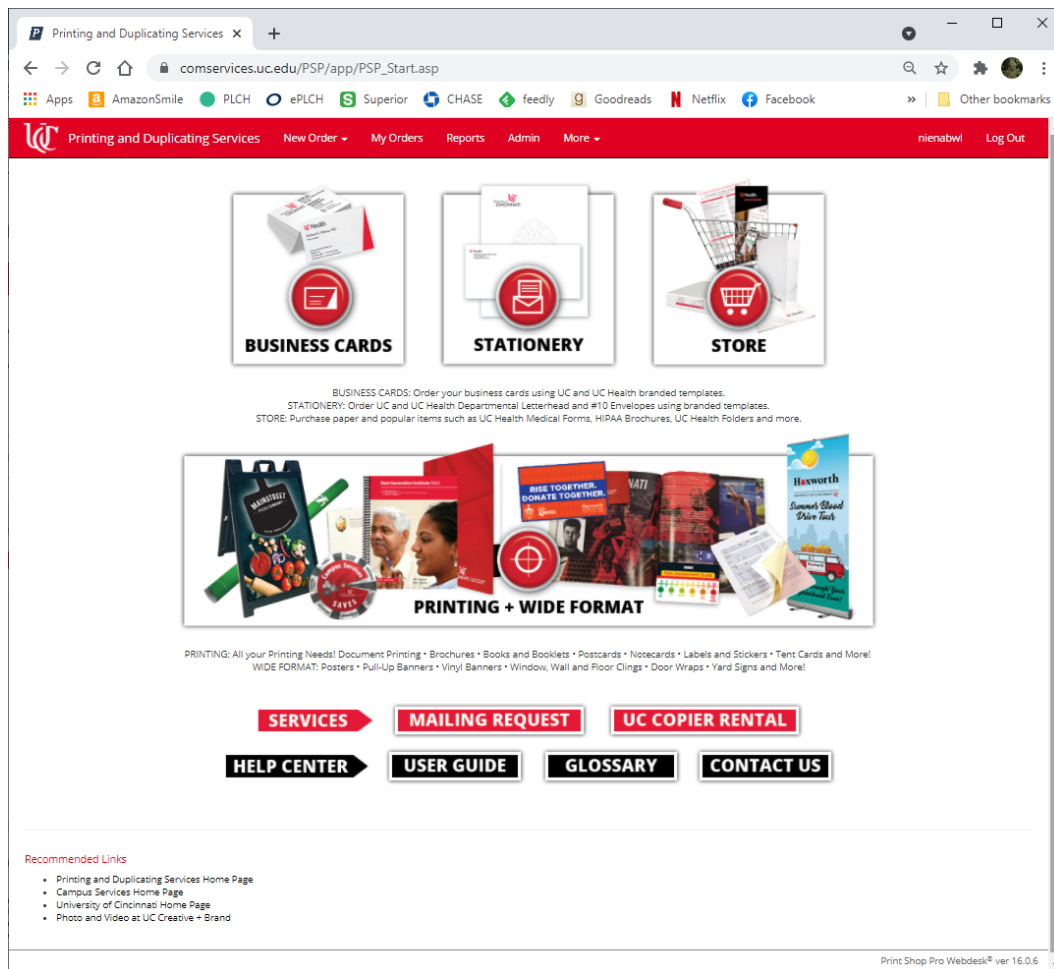 Printing and Duplicating Services
comservices.uc.edu/PSP/app/PSP_Start.asp
Apps AmazonSmile PLCH ePLCH Superior CHASE feedly Goodreads Netflix Facebook » Other bookmarks
UC Printing and Duplicating Services New Order My Orders Reports Admin More nienabwl Log Out
BUSINESS CARDS STATIONERY STORE
BUSINESS CARDS: Order your business cards using UC and UC Health branded templates.
STATIONERY: Order UC and UC Health Departmental Letterhead and #10 Envelopes using branded templates.
STORE: Purchase paper and popular items such as UC Health Medical Forms, HIPAA Brochures, UC Health Folders and more.
MAINSTREET
Next Generation Institute
Campus Services
SAVES
RISE TOGETHER.
DONATE TOGETHER.
Hoxworth
Summer Blood
Drive Tour
PRINTING + WIDE FORMAT
PRINTING: All your Printing Needs! Document Printing • Brochures • Books and Booklets • Postcards • Notecards • Labels and Stickers • Tent Cards and More!
WIDE FORMAT: Posters • Pull-Up Banners • Vinyl Banners • Window, Wall and Floor Clings • Door Wraps • Yard Signs and More!
SERVICES MAILING REQUEST UC COPIER RENTAL
HELP CENTER USER GUIDE GLOSSARY CONTACT US
Recommended Links
• Printing and Duplicating Services Home Page
• Campus Services Home Page
• University of Cincinnati Home Page
• Photo and Video at UC Creative + Brand
Print Shop Pro Webdesk® ver 16.0.6